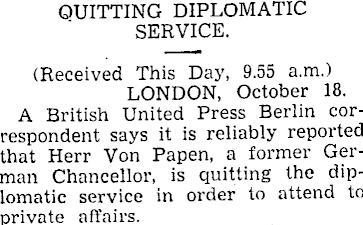 QUITTING DIPLOMATIC
SERVICE.
(Received This Day, 9.55 a.m.)
LONDON, October 18.
A British United Press Berlin cor-
respondent says it is reliably reported
that Herr Von Papen, a former Ger-
man Chancellor, is quitting the dip-
lomatic service in order to attend to
private affairs.